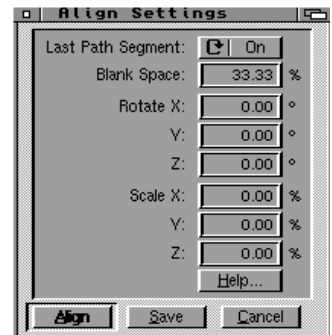 Align Settings
Last Path Segment: On
Blank Space: 33.33 %
Rotate X: 0.00 °
Y: 0.00 °
Z: 0.00 °
Scale X: 0.00 %
Y: 0.00 %
Z: 0.00 %
Help...
Align Save Cancel